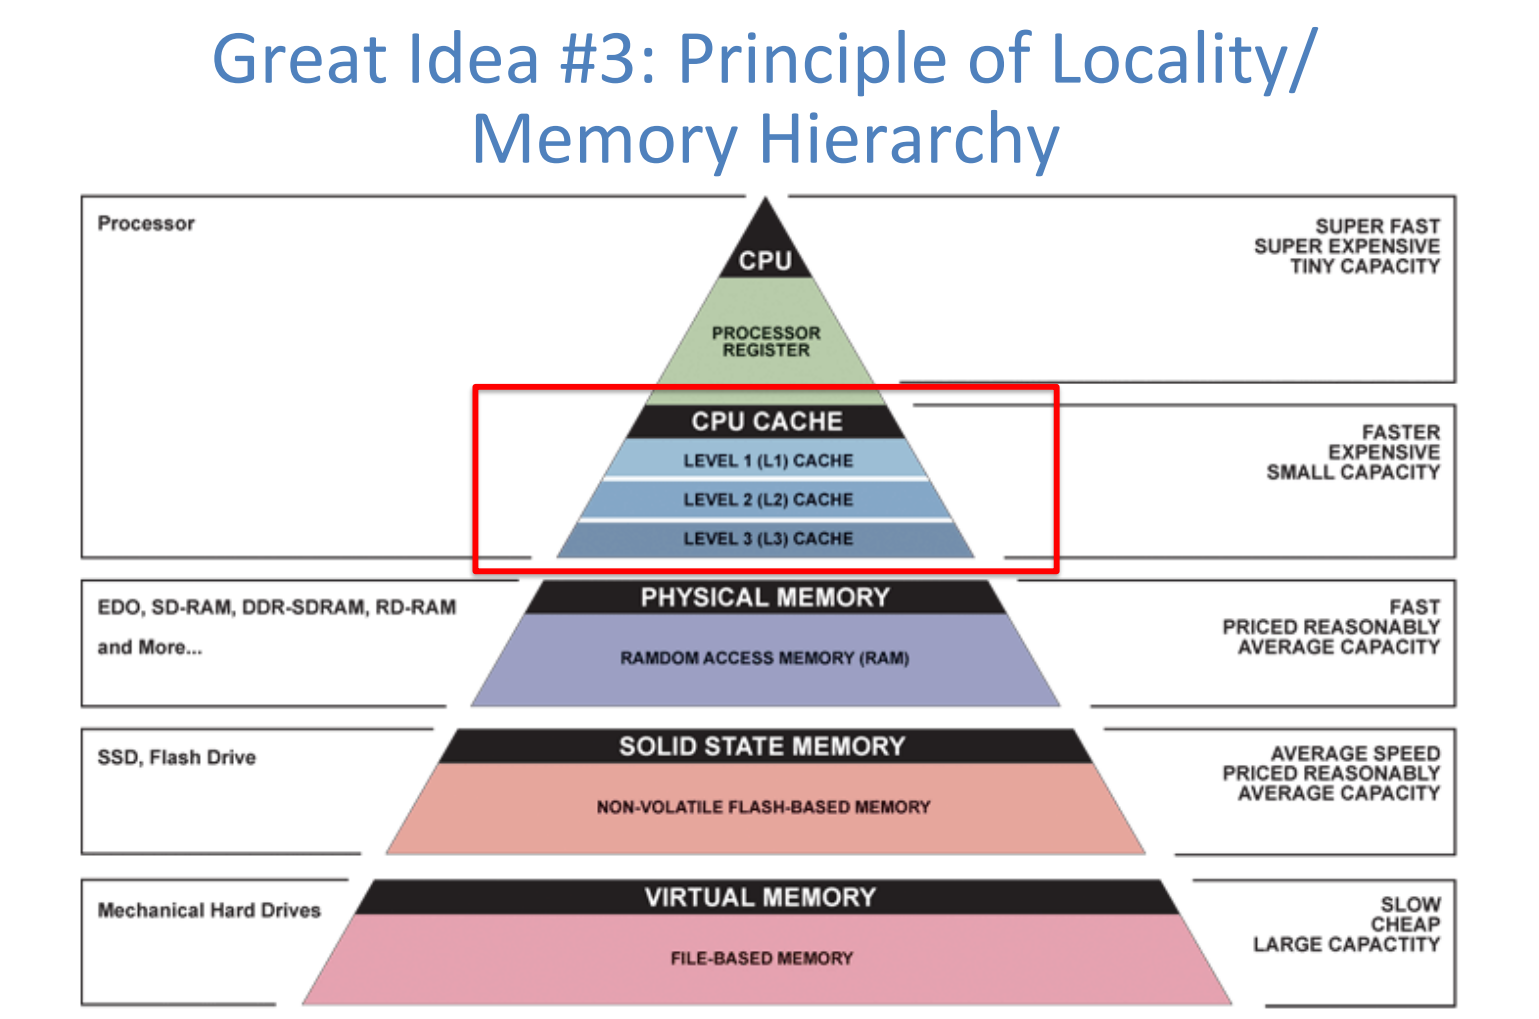 Great Idea #3: Principle of Locality/
Memory Hierarchy
Processor
CPU
SUPER FAST
SUPER EXPENSIVE
TINY CAPACITY
PROCESSOR
REGISTER
CPU CACHE
LEVEL 1 (L1) CACHE
LEVEL 2 (L2) CACHE
LEVEL 3 (L3) CACHE
FASTER
EXPENSIVE
SMALL CAPACITY
EDO, SD-RAM, DDR-SDRAM, RD-RAM
and More...
PHYSICAL MEMORY
RAMDOM ACCESS MEMORY (RAM)
FAST
PRICED REASONABLY
AVERAGE CAPACITY
SSD, Flash Drive
SOLID STATE MEMORY
NON-VOLATILE FLASH-BASED MEMORY
AVERAGE SPEED
PRICED REASONABLY
AVERAGE CAPACITY
Mechanical Hard Drives
VIRTUAL MEMORY
FILE-BASED MEMORY
SLOW
CHEAP
LARGE CAPACTITY